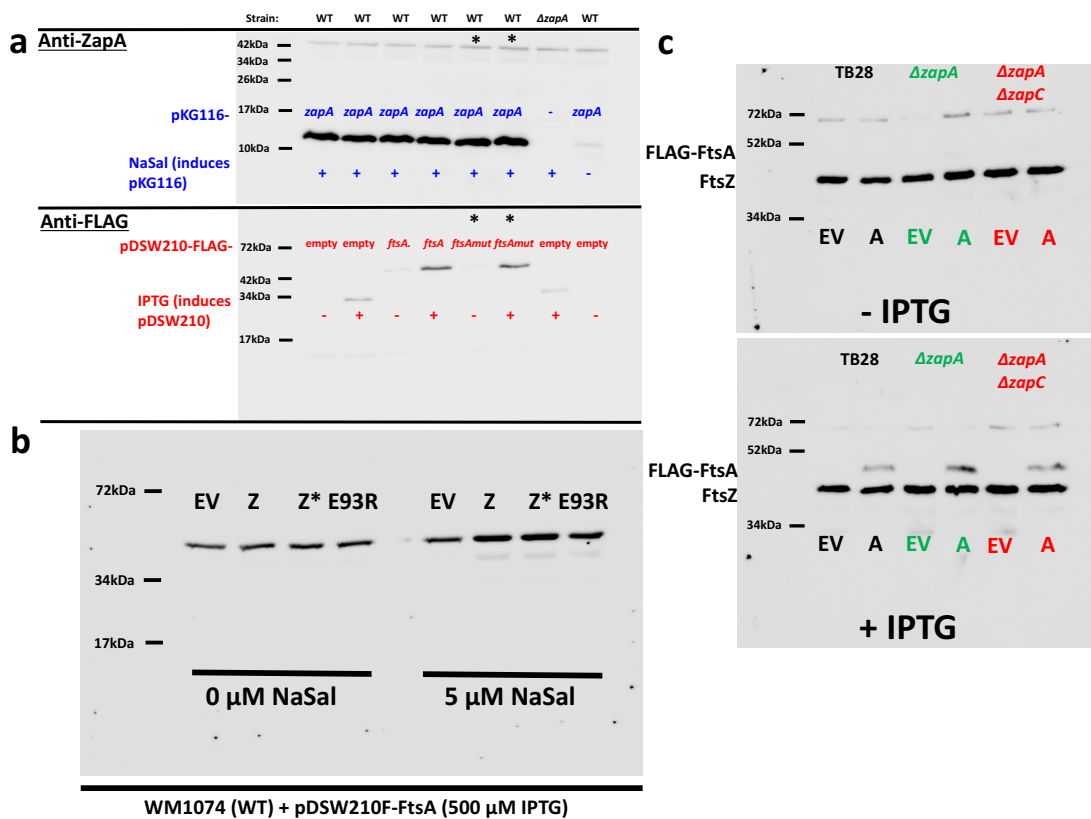 Strain: WT WT WT WT WT WT ΔzapA WT
a
Anti-ZapA
* *
42kDa
34kDa
26kDa
17kDa
pKG116- zapA zapA zapA zapA zapA zapA - zapA
10kDa
NaSal (induces
pKG116)
+ + + + + + + -
Anti-FLAG
* *
pDSW210-FLAG- 72kDa empty empty ftsA. ftsA ftsAmut ftsAmut empty empty
42kDa
34kDa
IPTG (induces
pDSW210)
- + - + - + + -
17kDa
b
72kDa
EV Z Z* E93R EV Z Z* E93R
34kDa
17kDa
0 μM NaSal 5 μM NaSal
WM1074 (WT) + pDSW210F-FtsA (500 μM IPTG)
c
TB28 ΔzapA ΔzapA
ΔzapC
72kDa
52kDa
FLAG-FtsA
FtsZ
34kDa
EV A EV A EV A
- IPTG
TB28 ΔzapA ΔzapA
ΔzapC
72kDa
52kDa
FLAG-FtsA
FtsZ
34kDa
EV A EV A EV A
+ IPTG